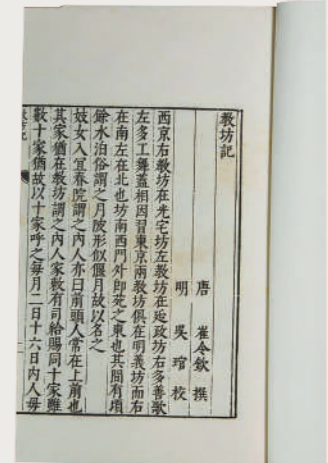 教坊記
唐 崔令欽 撰
明 吳琯 校
西京右教坊在光宅坊左教坊在延政坊右多善歌
左多工舞蓋相因習東京兩教坊俱在明義坊而右
在南左在北也坊南西門外即苑之東也其間有頃
餘水泊俗謂之月陂形似偃月故以名之
妓女入宜春院謂之內人亦曰前頭人常在上前也
其家猶在教坊謂之內人家敕有司給賜同十家雖
數十家猶故以十家呼之每月二日十六日內人母